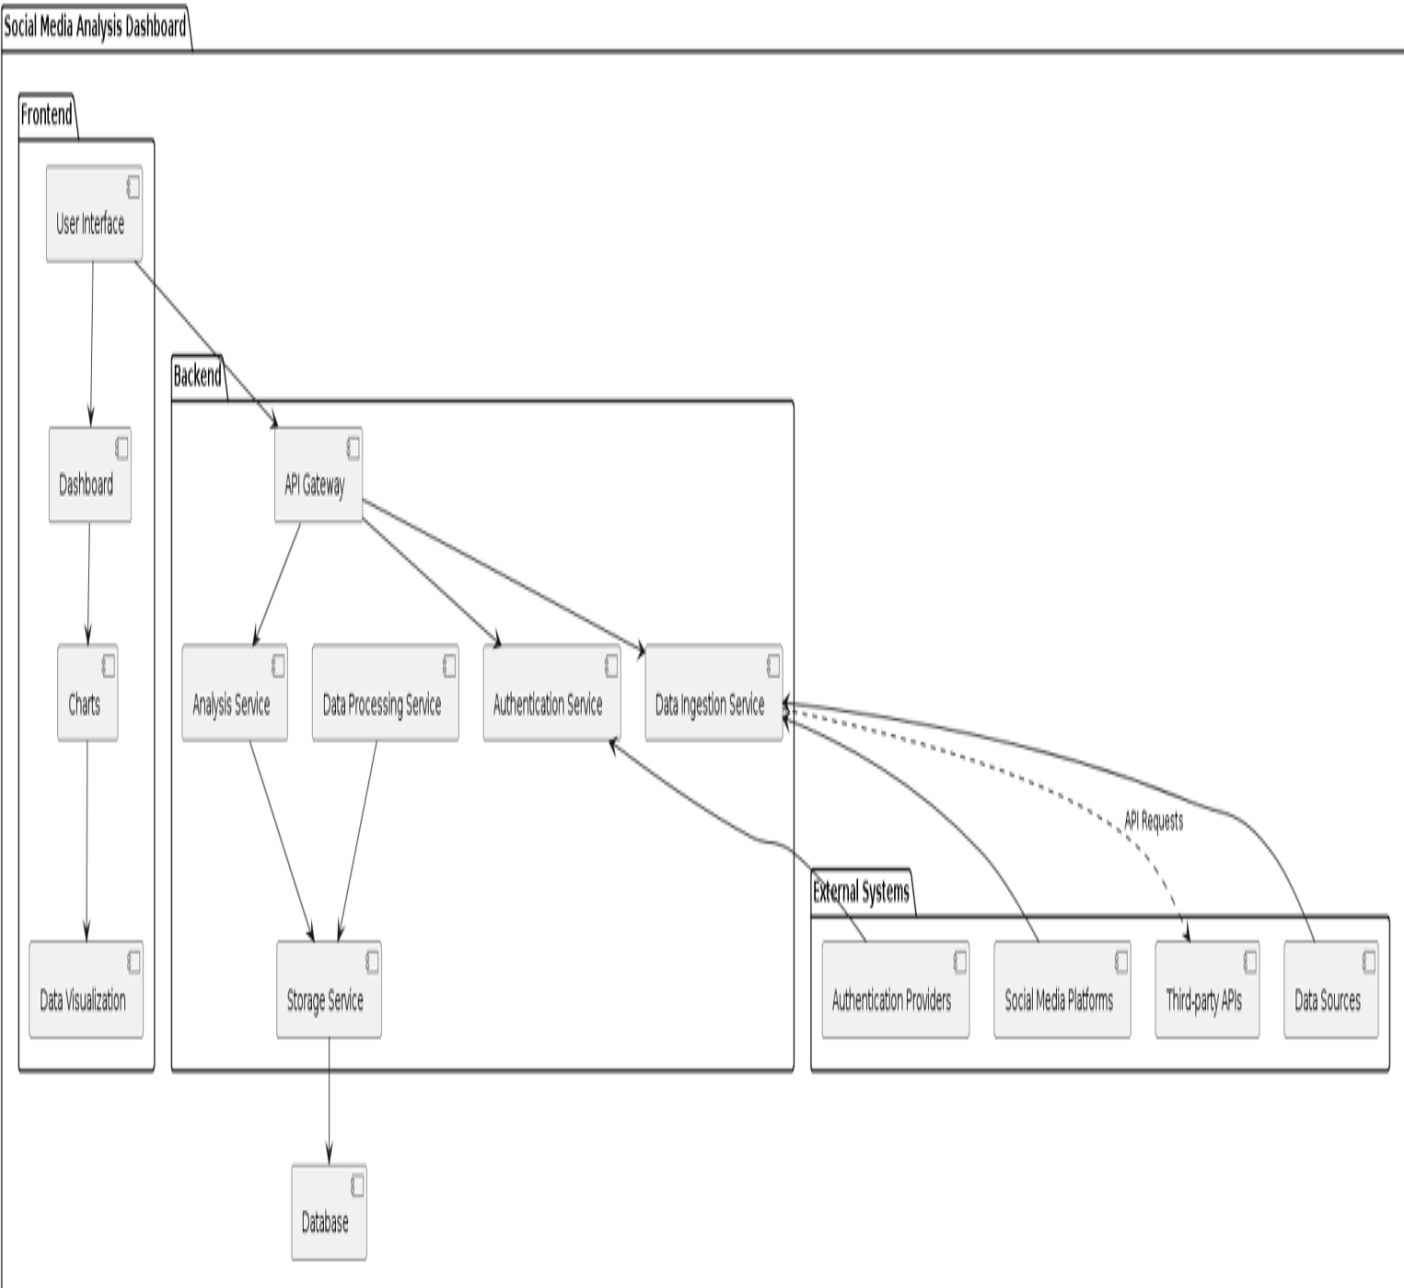 Social Media Analysis Dashboard
Frontend
User Interface
Backend
Dashboard
API Gateway
Charts
Analysis Service
Data Processing Service
Authentication Service
Data Ingestion Service
API Requests
External Systems
Data Visualization
Storage Service
Authentication Providers
Social Media Platforms
Third-party APIs
Data Sources
Database